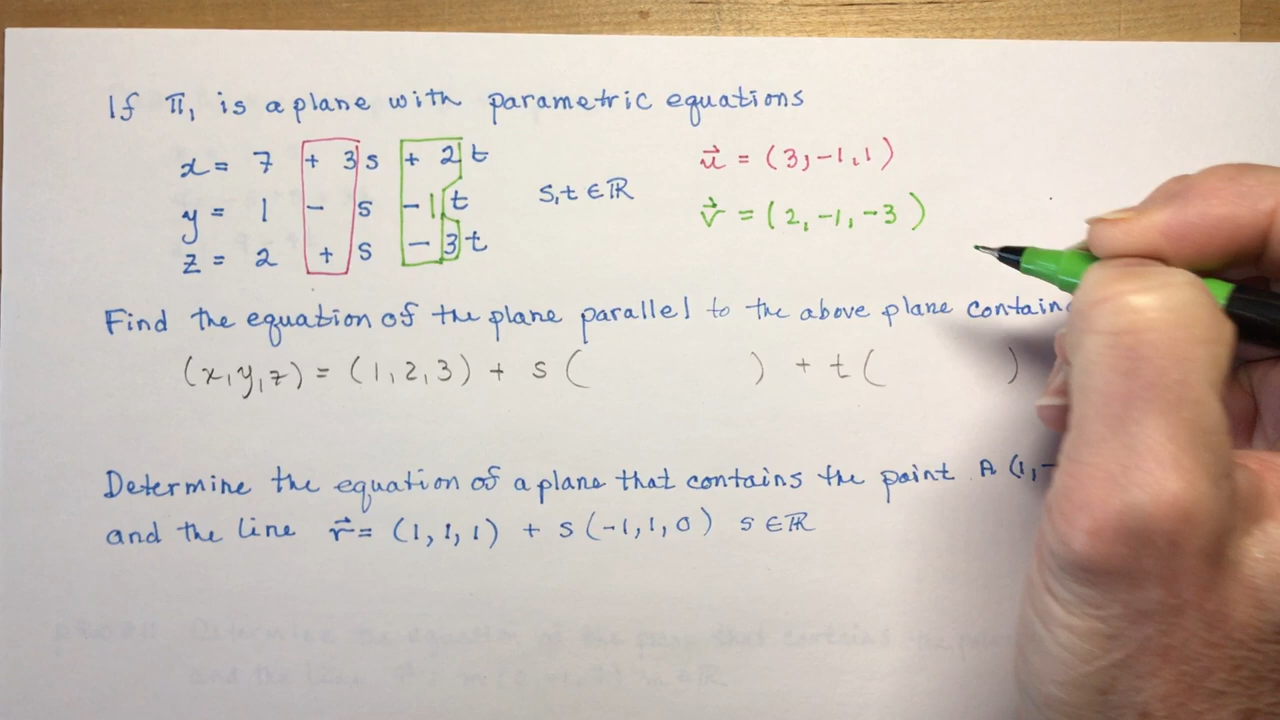 If π₁ is a plane with parametric equations
x = 7 + 3s + 2t
y = 1 - s - 1t
z = 2 + s - 3t
s,t ∈ ℝ
u⃗ = (3,-1,1)
v⃗ = (2,-1,-3)
Find the equation of the plane parallel to the above plane
(x,y,z) = (1,2,3) + s ( ) + t ( )
Determine the equation of a plane that contains the point A (1,-
and the line r⃗ = (1,1,1) + s(-1,1,0) s ∈ ℝ